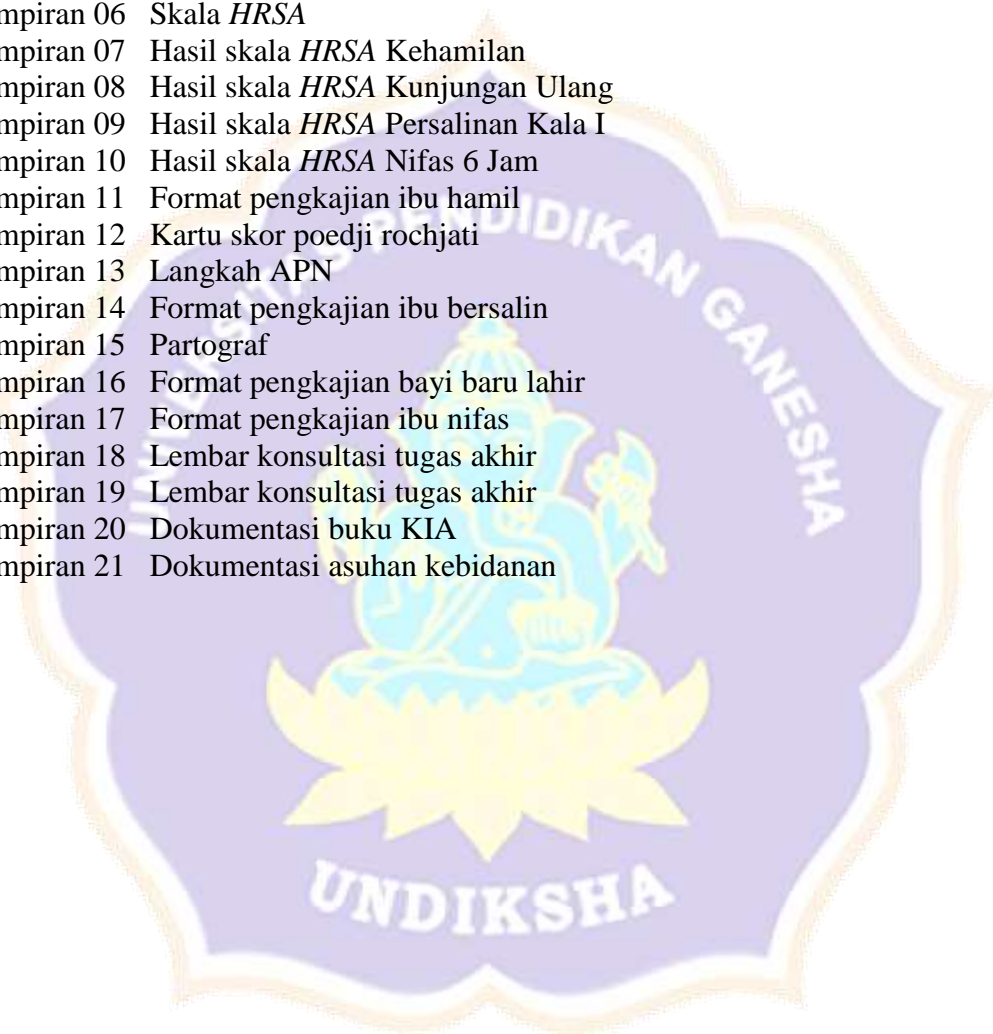 mpiran 06 Skala HRSA
mpiran 07 Hasil skala HRSA Kehamilan
mpiran 08 Hasil skala HRSA Kunjungan Ulang
mpiran 09 Hasil skala HRSA Persalinan Kala I
mpiran 10 Hasil skala HRSA Nifas 6 Jam
mpiran 11 Format pengkajian ibu hamil
mpiran 12 Kartu skor poedji rochjati
mpiran 13 Langkah APN
mpiran 14 Format pengkajian ibu bersalin
mpiran 15 Partograf
mpiran 16 Format pengkajian bayi baru lahir
mpiran 17 Format pengkajian ibu nifas
mpiran 18 Lembar konsultasi tugas akhir
mpiran 19 Lembar konsultasi tugas akhir
mpiran 20 Dokumentasi buku KIA
mpiran 21 Dokumentasi asuhan kebidanan
UNIVERSITAS PENDIDIKAN GANESHA
UNDIKSHA